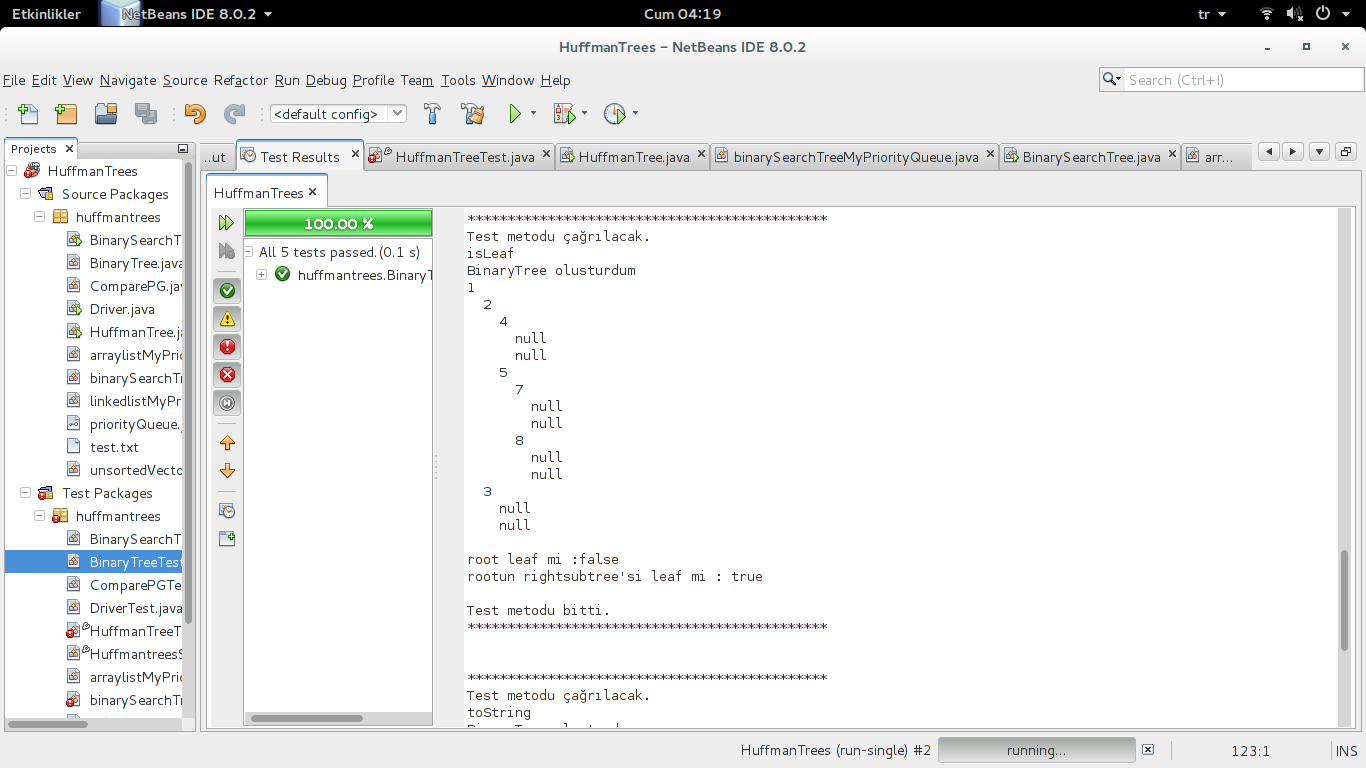 Etkinlikler
NetBeans IDE 8.0.2
Cum 04:19
tr
HuffmanTrees – NetBeans IDE 8.0.2
File Edit View Navigate Source Refactor Run Debug Profile Team Tools Window Help
Search (Ctrl+I)
<default config>
Projects
HuffmanTrees
Source Packages
huffmantrees
BinarySearchT
BinaryTree.java
ComparePG.jav
Driver.java
HuffmanTree.ja
arraylistMyPrio
binarySearchTr
linkedlistMyPr
priorityQueue.
test.txt
unsortedVecto
Test Packages
huffmantrees
BinarySearchT
BinaryTreeTest
ComparePGTe
DriverTest.java
HuffmanTreeT
HuffmantreesS
arraylistMyPrio
binarySearchTr
...ut
Test Results
HuffmanTreeTest.java
HuffmanTree.java
binarySearchTreeMyPriorityQueue.java
BinarySearchTree.java
arr...
HuffmanTrees
100.00 %
All 5 tests passed.(0.1 s)
huffmantrees.BinaryT
*********************************************
Test metodu çağrılacak.
isLeaf
BinaryTree olusturdum
1
2
4
null
null
5
7
null
null
8
null
null
3
null
null
root leaf mi :false
rootun rightsubtree'si leaf mi : true
Test metodu bitti.
*********************************************
*********************************************
Test metodu çağrılacak.
toString
HuffmanTrees (run-single) #2
running...
123:1
INS